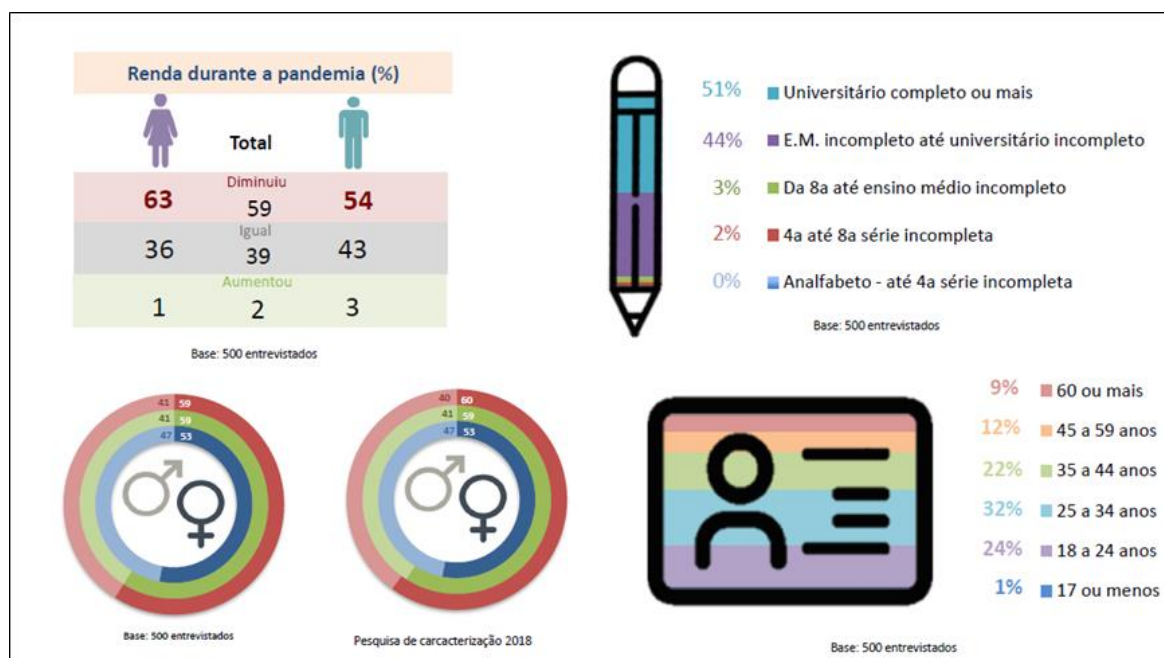 Renda durante a pandemia (%)
Total
Diminuiu
63 59 54
Igual
36 39 43
Aumentou
1 2 3
Base: 500 entrevistados
51% Universitário completo ou mais
44% E.M. incompleto até universitário incompleto
3% Da 8a até ensino médio incompleto
2% 4a até 8a série incompleta
0% Analfabeto - até 4a série incompleta
Base: 500 entrevistados
41 59
41 59
47 53
Base: 500 entrevistados
40 60
41 59
47 53
Pesquisa de carcacterização 2018
9% 60 ou mais
12% 45 a 59 anos
22% 35 a 44 anos
32% 25 a 34 anos
24% 18 a 24 anos
1% 17 ou menos
Base: 500 entrevistados